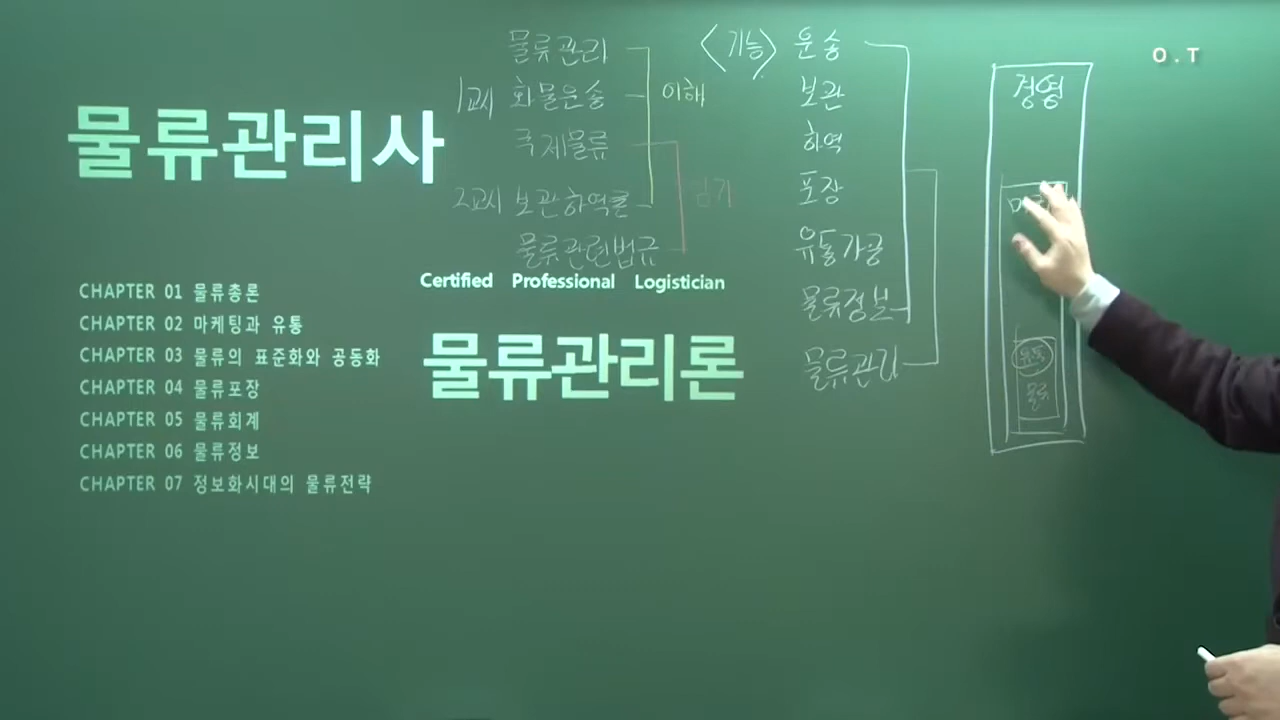 O.T
물류관리사
Certified Professional Logistician
물류관리론
CHAPTER 01 물류총론
CHAPTER 02 마케팅과 유통
CHAPTER 03 물류의 표준화와 공동화
CHAPTER 04 물류포장
CHAPTER 05 물류회계
CHAPTER 06 물류정보
CHAPTER 07 정보화시대의 물류전략
물류관리
1교시 화물운송
국제물류
2교시 보관하역론
물류관련법규
이해
암기
<기능> 운송
보관
하역
포장
유통가공
물류정보
물류관리
경영
유통
물류